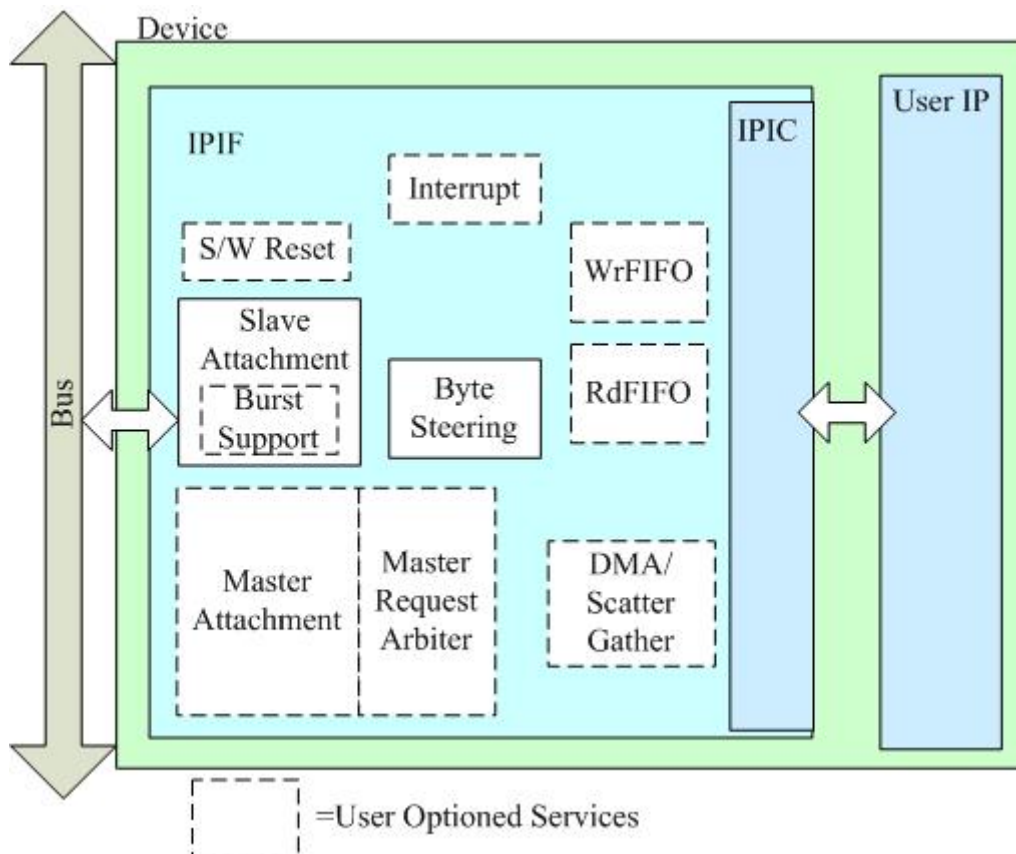 Device
Bus
IPIF
IPIC
User IP
Interrupt
S/W Reset
WrFIFO
Slave
Attachment
Burst
Support
Byte
Steering
RdFIFO
Master
Attachment
Master
Request
Arbiter
DMA/
Scatter
Gather
=User Optioned Services